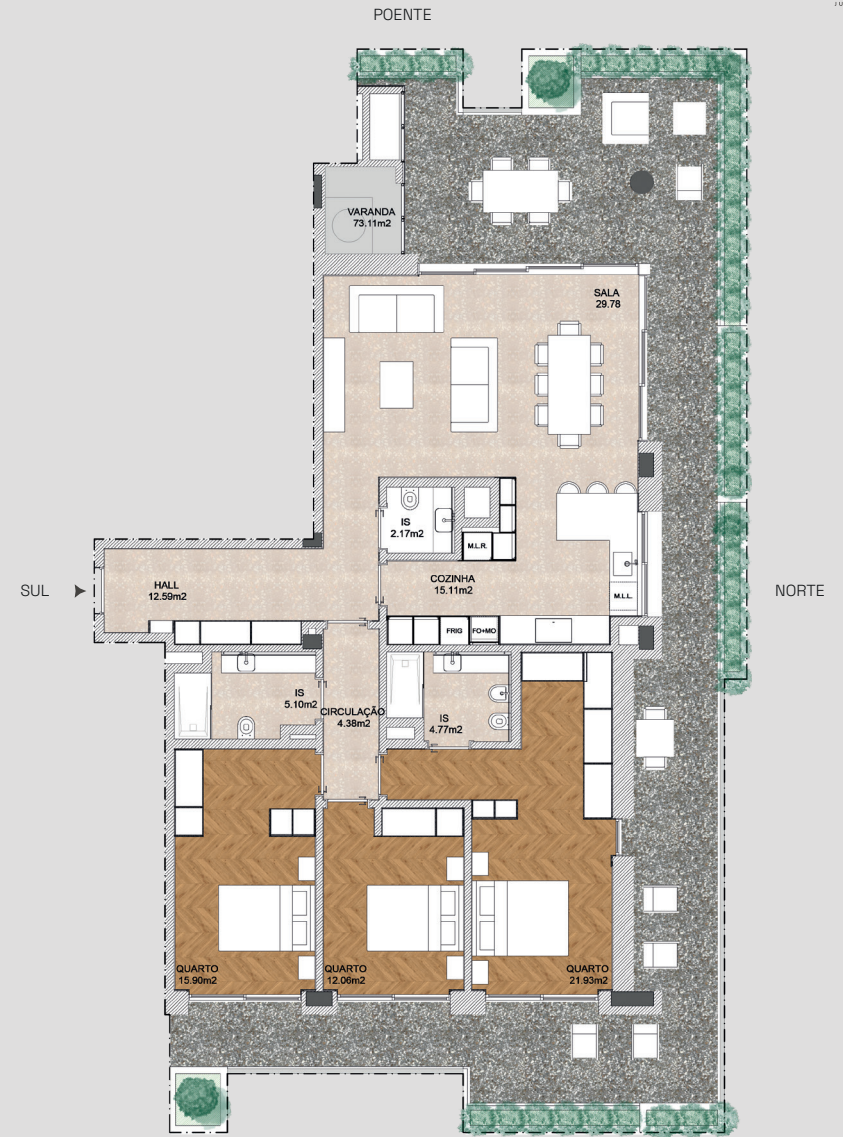 POENTE
VARANDA
73.11m2
SALA
29.78
IS
2.17m2
M.L.R.
COZINHA
15.11m2
M.L.L.
SUL
HALL
12.59m2
NORTE
FRIG
FO+MO
IS
5.10m2
CIRCULAÇÃO
4.38m2
IS
4.77m2
QUARTO
15.90m2
QUARTO
12.06m2
QUARTO
21.93m2